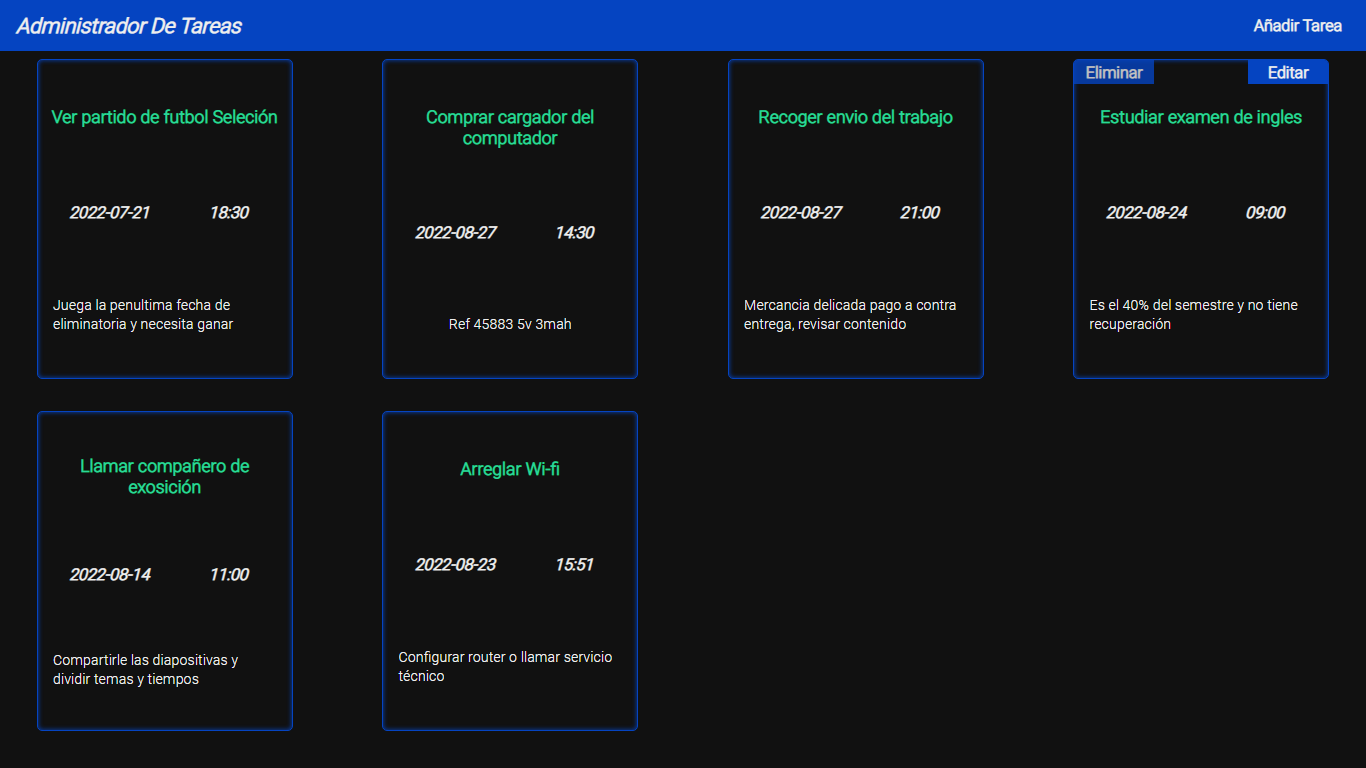 Administrador De Tareas
Añadir Tarea
Ver partido de futbol Seleción
2022-07-21 18:30
Juega la penultima fecha de
eliminatoria y necesita ganar
Comprar cargador del
computador
2022-08-27 14:30
Ref 45883 5v 3mah
Recoger envio del trabajo
2022-08-27 21:00
Mercancia delicada pago a contra
entrega, revisar contenido
Eliminar
Editar
Estudiar examen de ingles
2022-08-24 09:00
Es el 40% del semestre y no tiene
recuperación
Llamar compañero de
exosición
2022-08-14 11:00
Compartirle las diapositivas y
dividir temas y tiempos
Arreglar Wi-fi
2022-08-23 15:51
Configurar router o llamar servicio
técnico